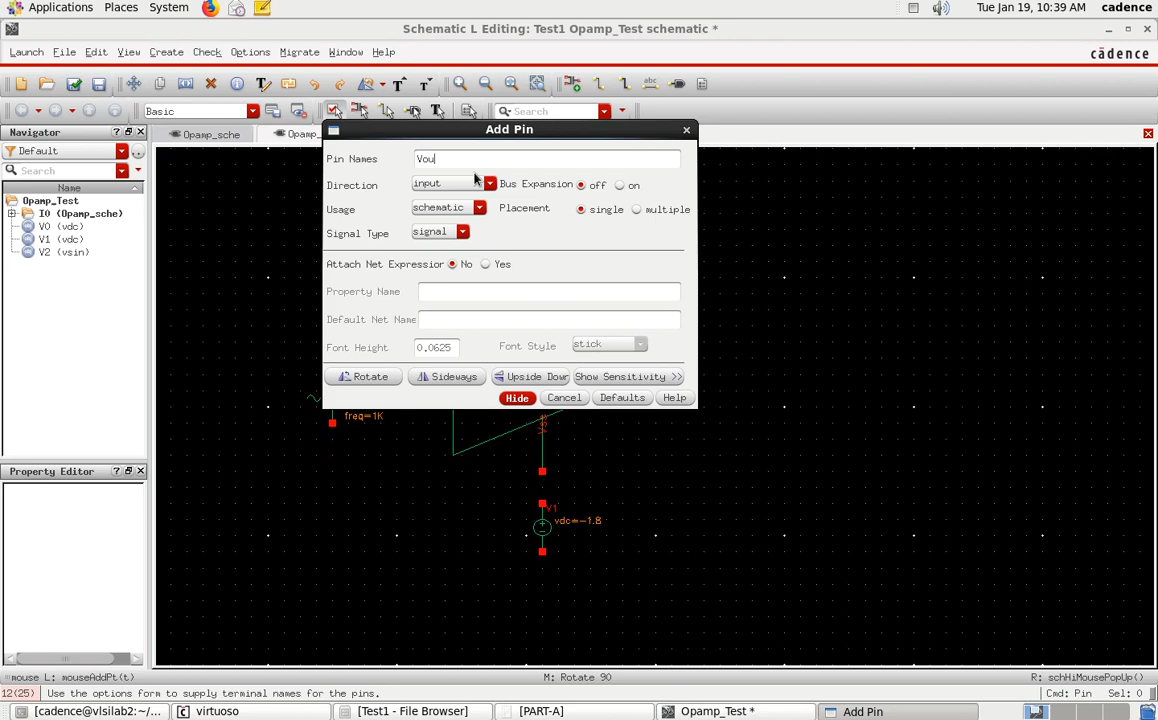 Applications Places System Tue Jan 19, 10:39 AM cadence
Schematic L Editing: Test1 Opamp_Test schematic *
Launch File Edit View Create Check Options Migrate Window Help cādence
Basic Search
Navigator ? Opamp_sche Opamp_
Default
Search
Name
Opamp_Test
I0 (Opamp_sche)
V0 (vdc)
V1 (vdc)
V2 (vsin)
Property Editor ?
Add Pin
Pin Names Vou
Direction input Bus Expansion off on
Usage schematic Placement single multiple
Signal Type signal
Attach Net Expression No Yes
Property Name
Default Net Name
Font Height 0.0625 Font Style stick
Rotate Sideways Upside Down Show Sensitivity >>
Hide Cancel Defaults Help
freq=1K
V1
vdc=-1.8
mouse L: mouseAddPt(t) M: Rotate 90 R: schHiMousePopUp()
12(25) Use the options form to supply terminal names for the pins. Cmd: Pin Sel: 0
[cadence@vlsilab2:~/... virtuoso [Test1 - File Browser] [PART-A] Opamp_Test * Add Pin